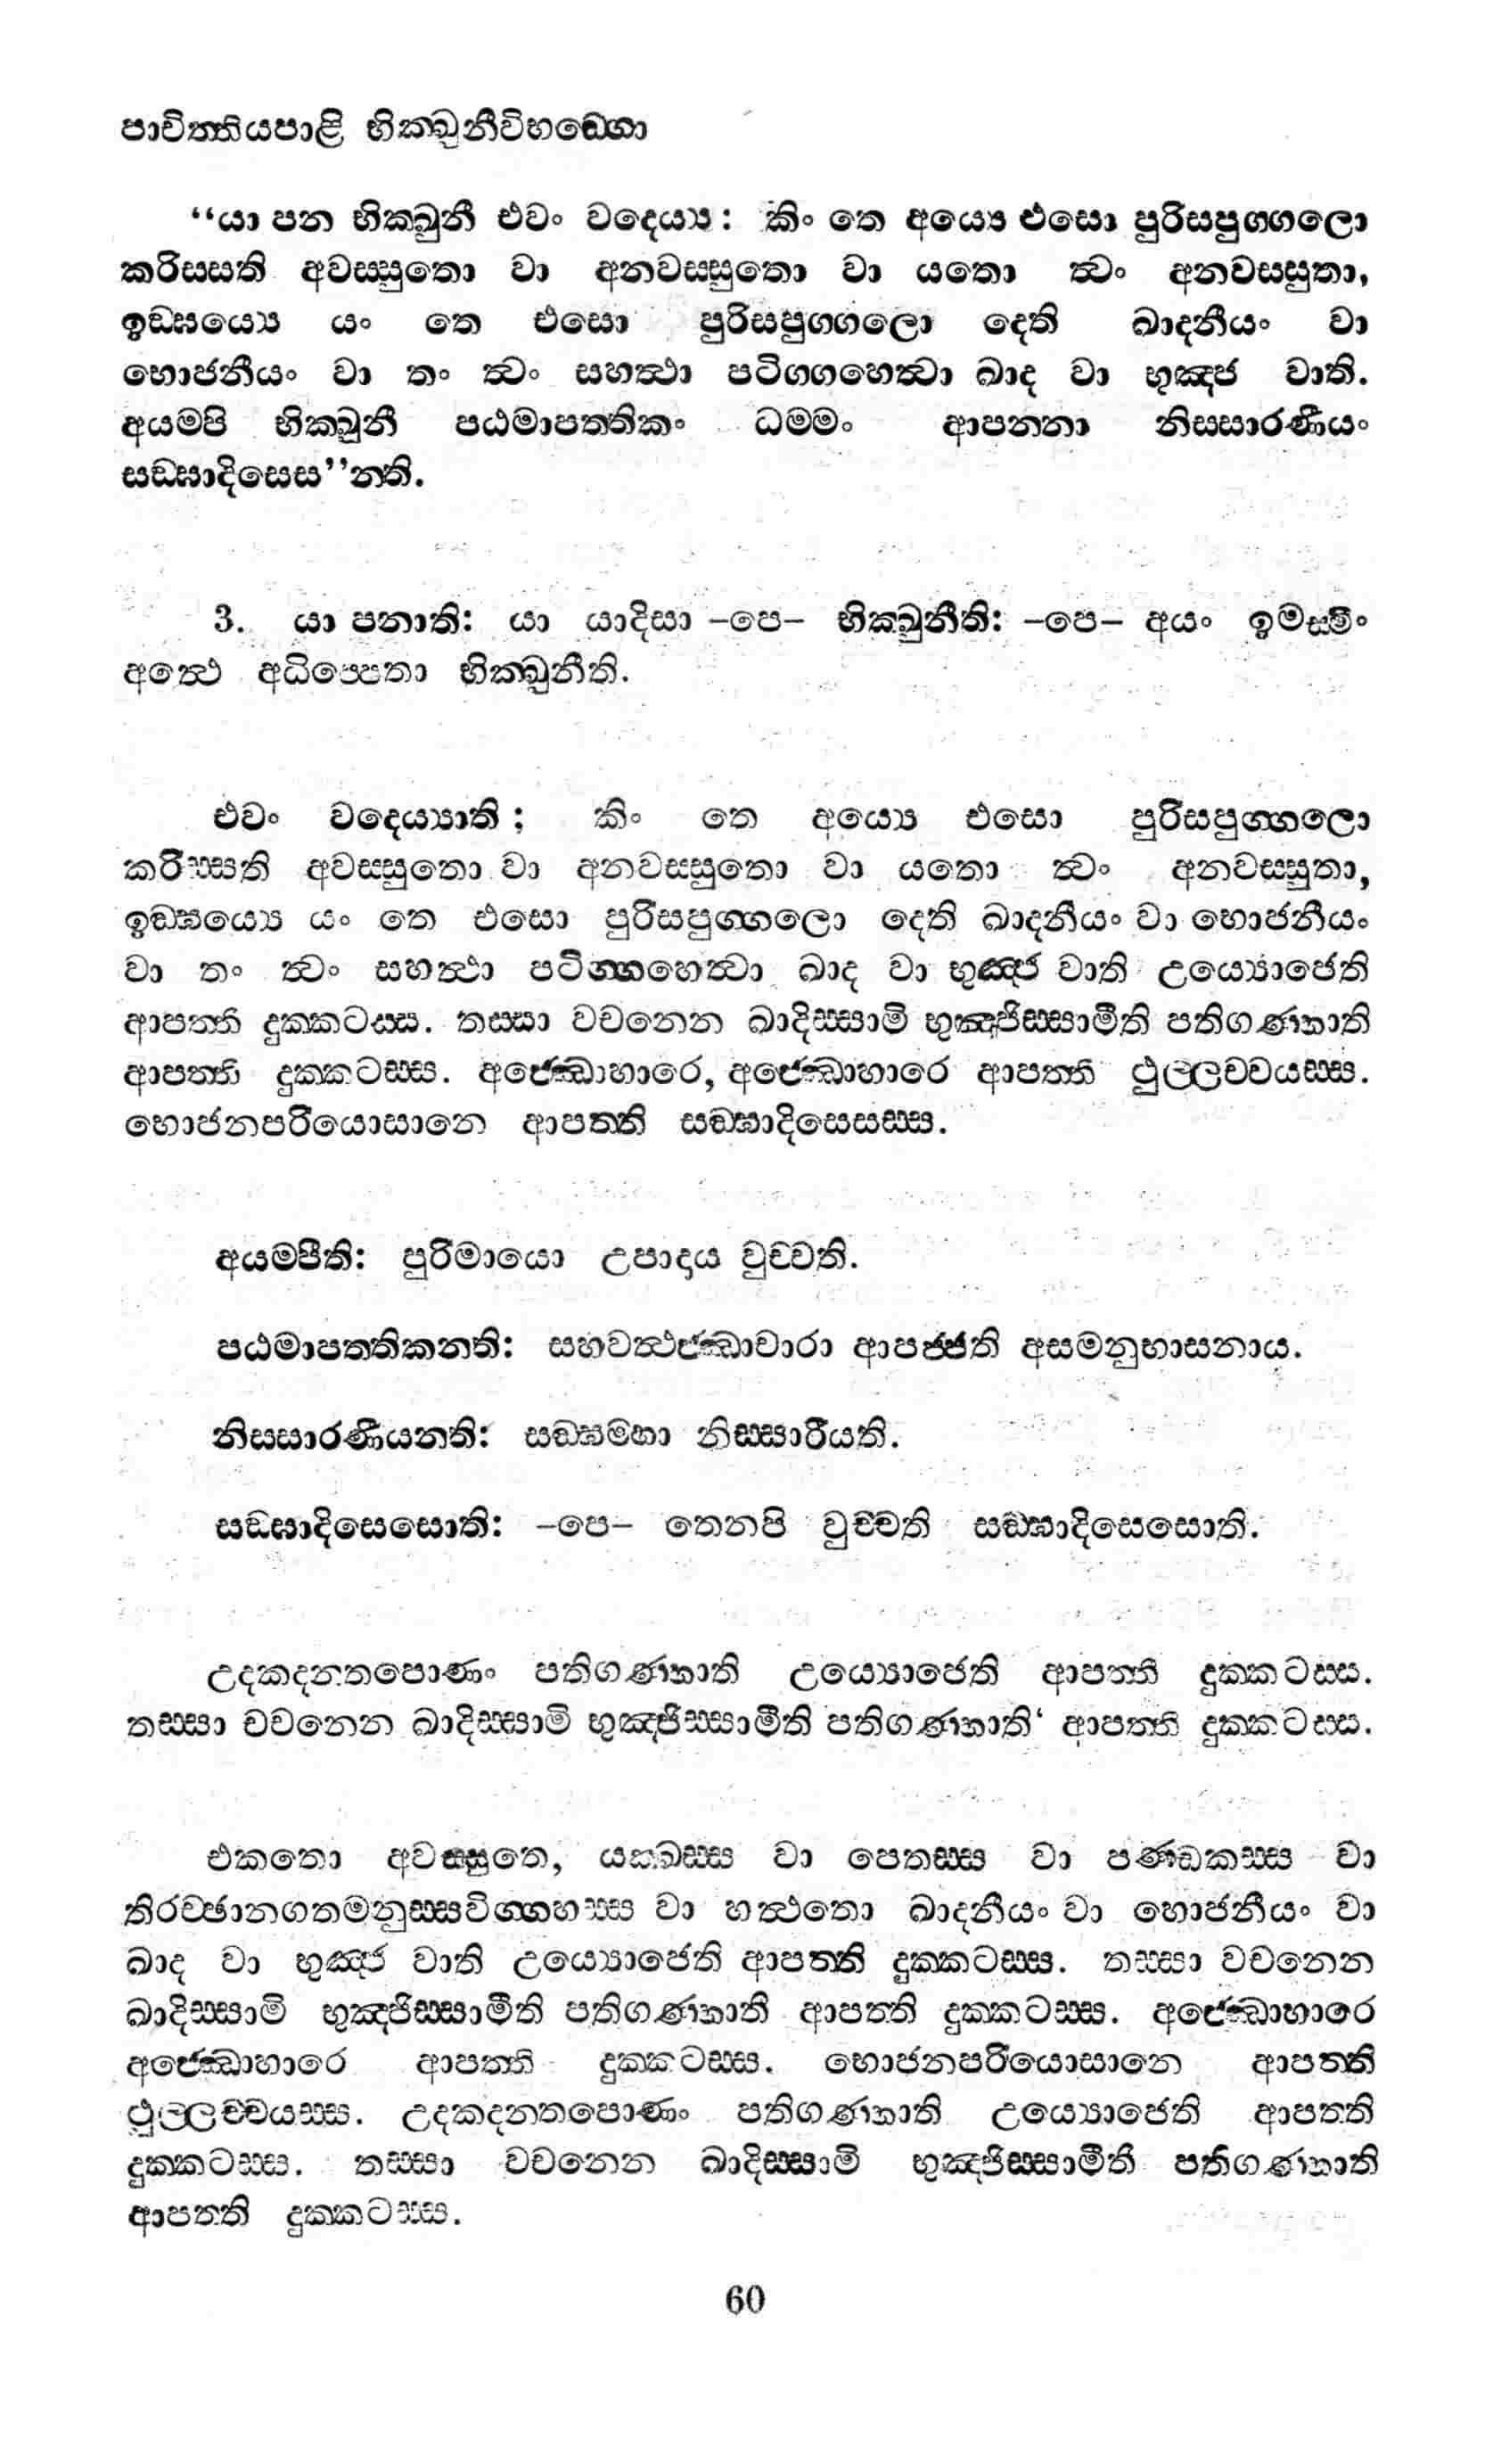 පාචිත්තියපාළි භික්ඛුනීවිභඞ්ගො
“යා පන භික්ඛුනී එවං වදෙය්‍ය: කිං තෙ අය්‍යෙ එසො පුරිසපුග්ගලො
කරිස්සති අවස්සුතො වා අනවස්සුතො වා යතො ත්‍වං අනවස්සුතා,
ඉඞ්ඝය්‍යෙ යං තෙ එසො පුරිසපුග්ගලො දෙති ඛාදනීයං වා
භොජනීයං වා තං ත්‍වං සහත්‍ථා පටිග්ගහෙත්‍වා ඛාද වා භුඤ්ජ වාති.
අයම්පි භික්ඛුනී පඨමාපත්තිකං ධම්මං ආපන්නා නිස්සාරණීයං
සඞ්ඝාදිසෙස”න්ති.
3. යා පනාති: යා යාදිසා –පෙ– භික්ඛුනීති: –පෙ– අයං ඉමස්මිං
අත්‍ථෙ අධිප්පෙතා භික්ඛුනීති.
එවං වදෙය්‍යාති; කිං තෙ අය්‍යෙ එසො පුරිසපුග්ගලො
කරිස්සති අවස්සුතො වා අනවස්සුතො වා යතො ත්‍වං අනවස්සුතා,
ඉඞ්ඝය්‍යෙ යං තෙ එසො පුරිසපුග්ගලො දෙති ඛාදනීයං වා භොජනීයං
වා තං ත්‍වං සහත්‍ථා පටිග්ගහෙත්‍වා ඛාද වා භුඤ්ජ වාති උය්‍යොජෙති
ආපත්ති දුක්කටස්ස. තස්සා වචනෙන ඛාදිස්සාමි භුඤ්ජිස්සාමීති පතිගණ්හාති
ආපත්ති දුක්කටස්ස. අජ්ඣොහාරෙ, අජ්ඣොහාරෙ ආපත්ති ථුල්ලච්චයස්ස.
භොජනපරියොසානෙ ආපත්ති සඞ්ඝාදිසෙසස්ස.
අයම්පීති: පුරිමායො උපාදාය වුච්චති.
පඨමාපත්තිකන්ති: සහවත්‍ථජ්ඣාචාරා ආපජ්ජති අසමනුභාසනාය.
නිස්සාරණීයන්ති: සඞ්ඝම්හා නිස්සාරීයති.
සඞ්ඝාදිසෙසොති: –පෙ– තෙනපි වුච්චති සඞ්ඝාදිසෙසොති.
උදකදන්තපොණං පතිගණ්හාති උය්‍යොජෙති ආපත්ති දුක්කටස්ස.
තස්සා වචනෙන ඛාදිස්සාමි භුඤ්ජිස්සාමීති පතිගණ්හාති‘ ආපත්ති දුක්කටස්ස.
එකතො අවස්සුතෙ, යක්ඛස්ස වා පෙතස්ස වා පණ්ඩකස්ස වා
තිරච්ඡානගතමනුස්සවිග්ගහස්ස වා හත්‍ථතො ඛාදනීයං වා භොජනීයං වා
ඛාද වා භුඤ්ජ වාති උය්‍යොජෙති ආපත්ති දුක්කටස්ස. තස්සා වචනෙන
ඛාදිස්සාමි භුඤ්ජිස්සාමීති පතිගණ්හාති ආපත්ති දුක්කටස්ස. අජ්ඣොහාරෙ
අජ්ඣොහාරෙ ආපත්ති දුක්කටස්ස. භොජනපරියොසානෙ ආපත්ති
ථුල්ලච්චයස්ස. උදකදන්තපොණං පතිගණ්හාති උය්‍යොජෙති ආපත්ති
දුක්කටස්ස. තස්සා වචනෙන ඛාදිස්සාමි භුඤ්ජිස්සාමීති පතිගණ්හාති
ආපත්ති දුක්කටස්ස.
60